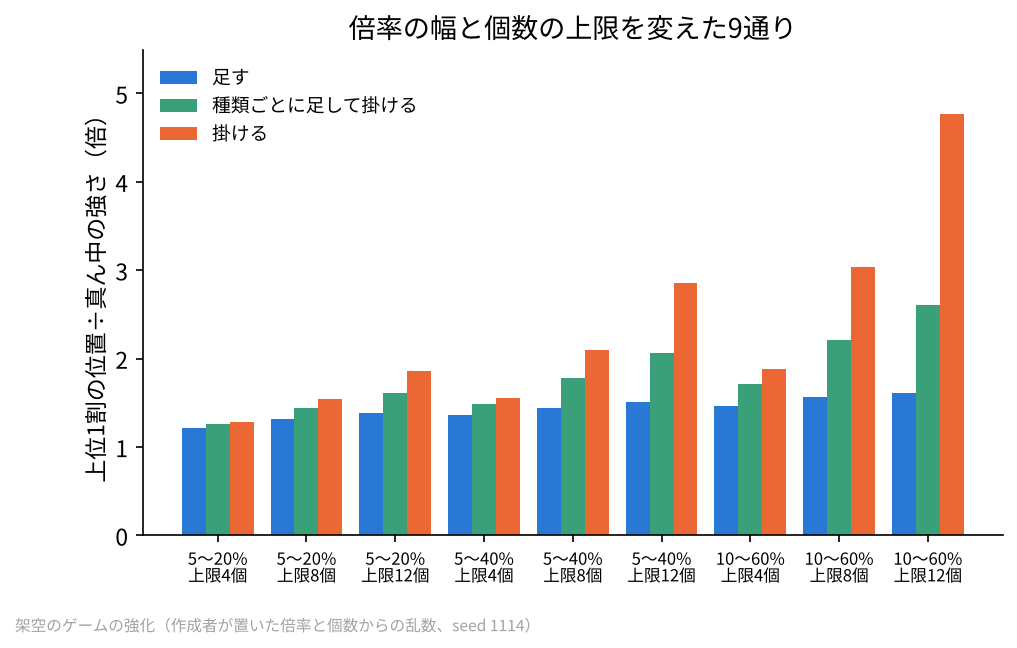 倍率の幅と個数の上限を変えた9通り
足す
種類ごとに足して掛ける
掛ける
上位1割の位置÷真ん中の強さ（倍）
5
4
3
2
1
0
5〜20%
上限4個
5〜20%
上限8個
5〜20%
上限12個
5〜40%
上限4個
5〜40%
上限8個
5〜40%
上限12個
10〜60%
上限4個
10〜60%
上限8個
10〜60%
上限12個
架空のゲームの強化（作成者が置いた倍率と個数からの乱数、seed 1114）